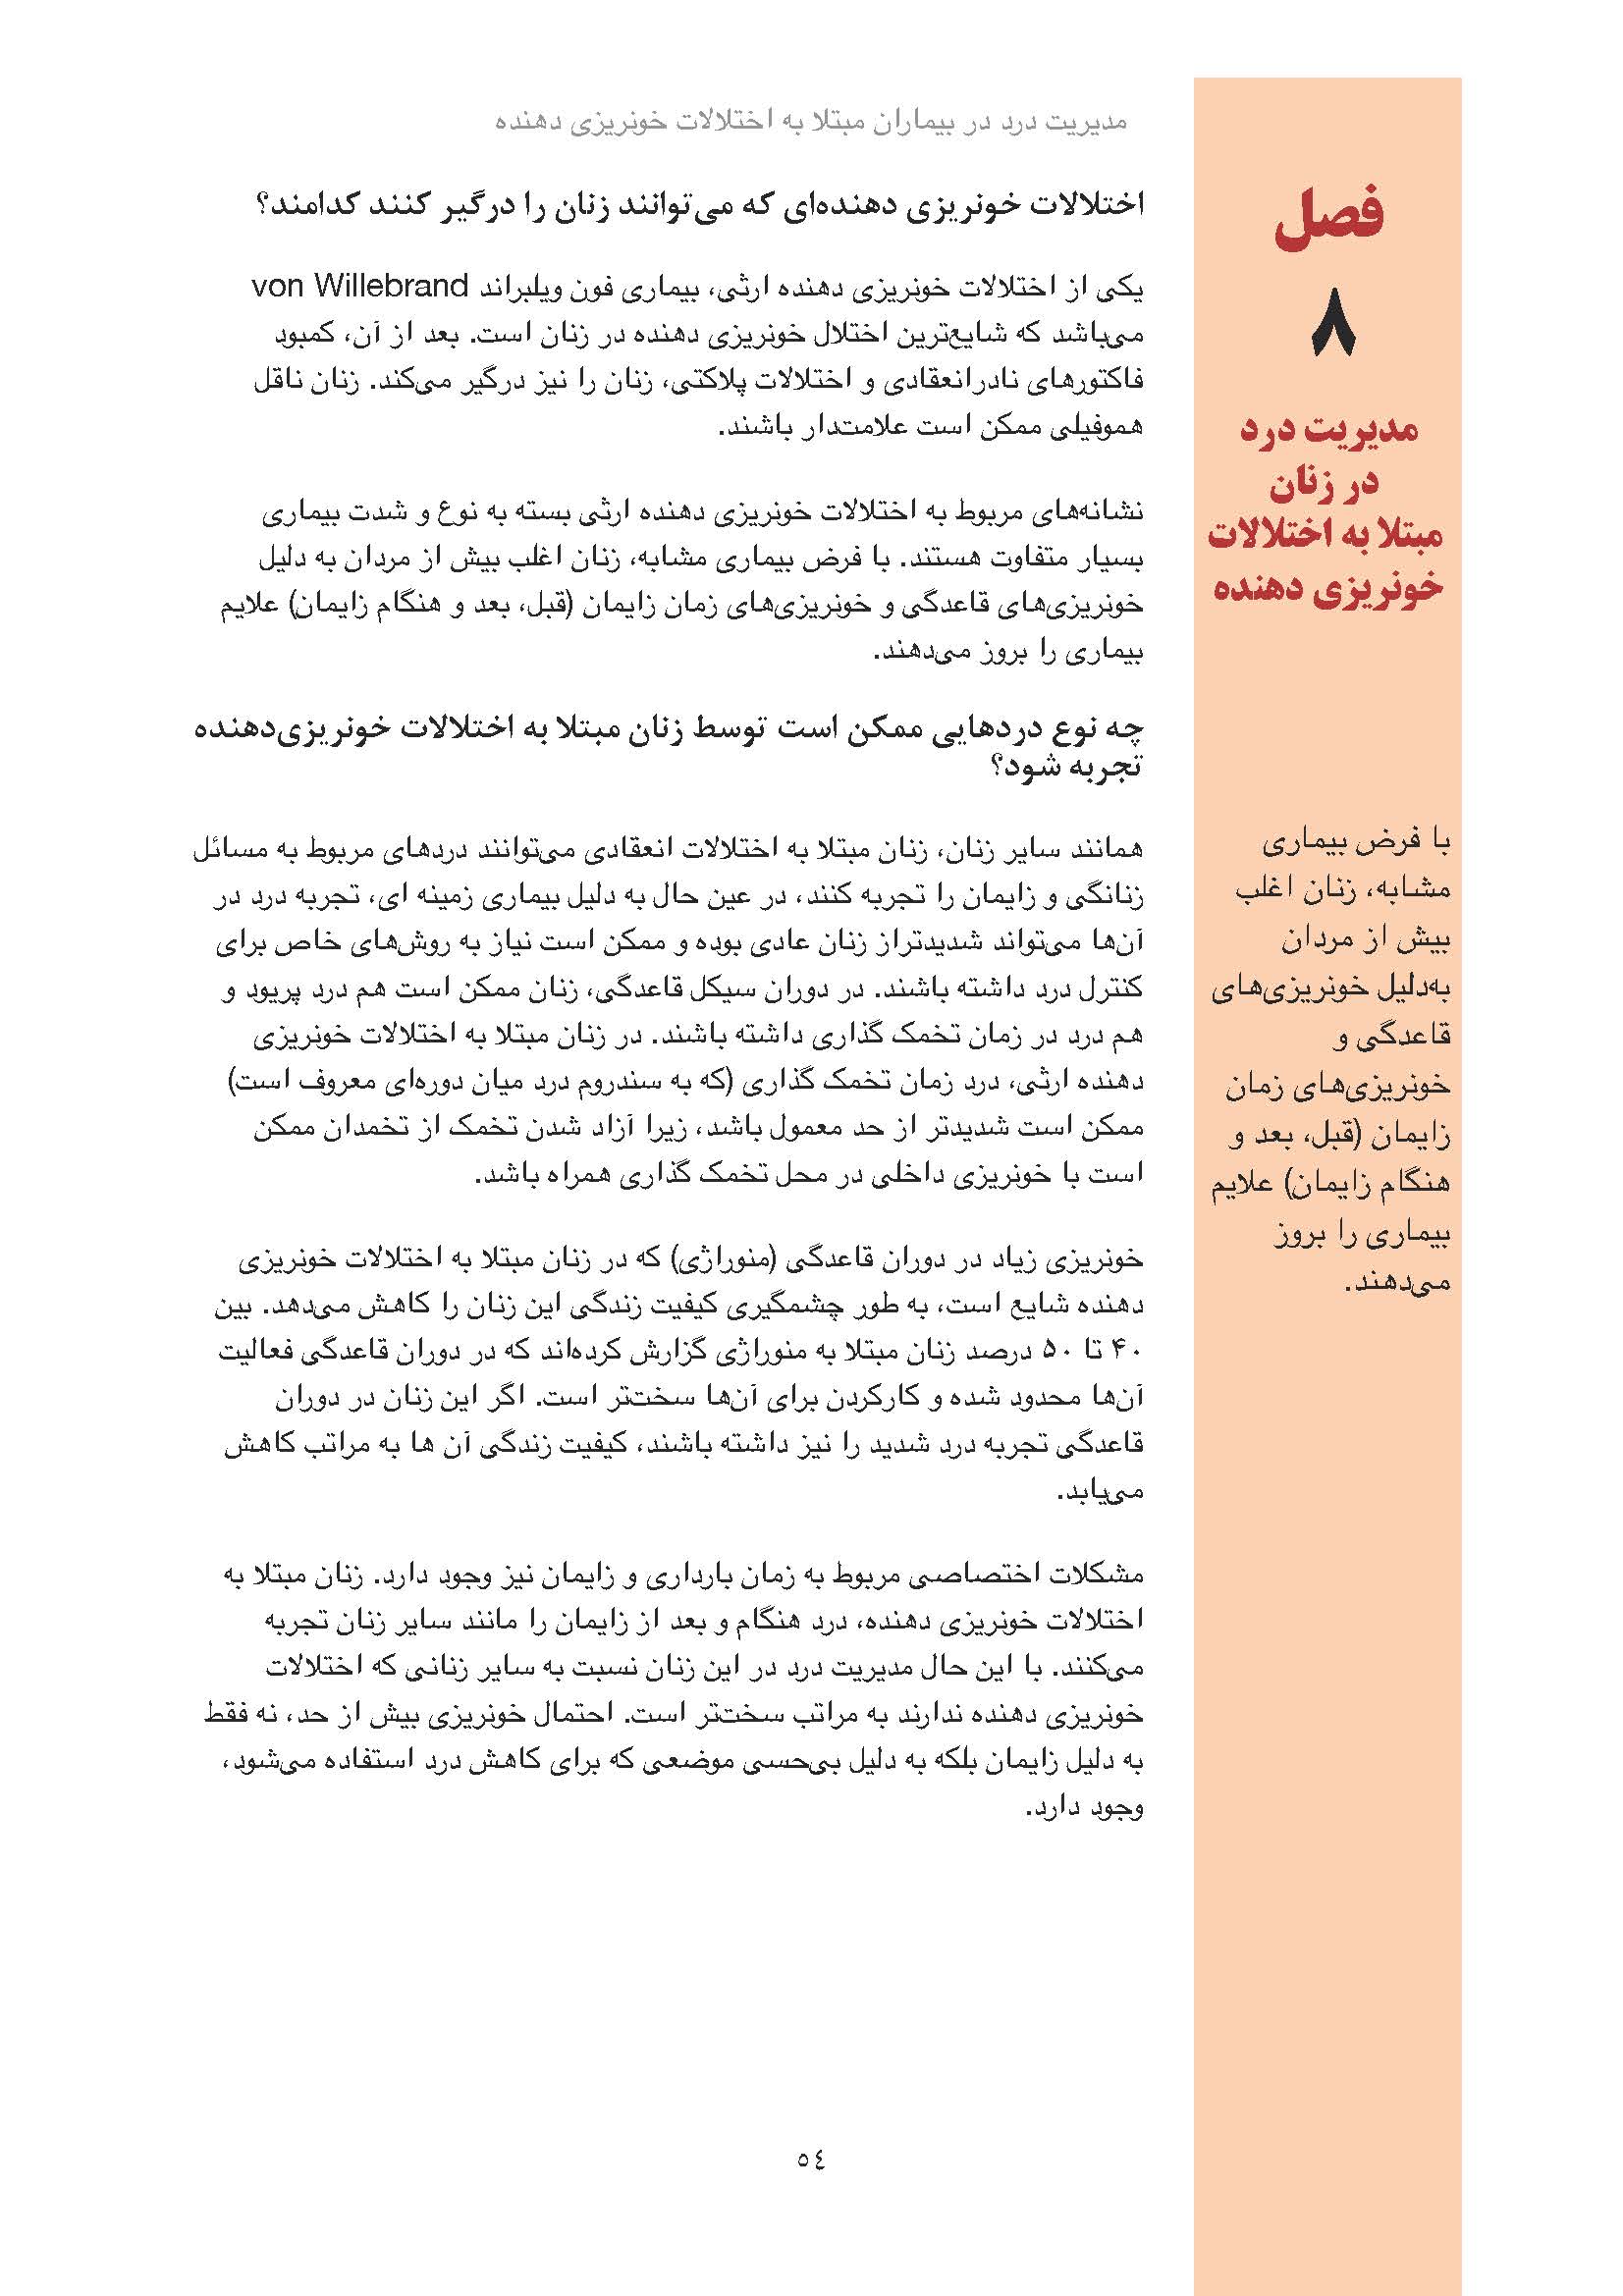 مدیریت درد در بیماران مبتلا به اختلالات خونریزی دهنده
فصل
۸
مدیریت درد
در زنان
مبتلا به اختلالات
خونریزی دهنده
با فرض بیماری
مشابه، زنان اغلب
بیش از مردان
به‌دلیل خونریزی‌های
قاعدگی و
خونریزی‌های زمان
زایمان (قبل، بعد و
هنگام زایمان) علایم
بیماری را بروز
می‌دهند.
اختلالات خونریزی دهنده‌ای که می‌توانند زنان را درگیر کنند کدامند؟
یکی از اختلالات خونریزی دهنده ارثی، بیماری فون ویلبراند von Willebrand
می‌باشد که شایع‌ترین اختلال خونریزی دهنده در زنان است. بعد از آن، کمبود
فاکتورهای نادرانعقادی و اختلالات پلاکتی، زنان را نیز درگیر می‌کند. زنان ناقل
هموفیلی ممکن است علامت‌دار باشند.
نشانه‌های مربوط به اختلالات خونریزی دهنده ارثی بسته به نوع و شدت بیماری
بسیار متفاوت هستند. با فرض بیماری مشابه، زنان اغلب بیش از مردان به دلیل
خونریزی‌های قاعدگی و خونریزی‌های زمان زایمان (قبل، بعد و هنگام زایمان) علایم
بیماری را بروز می‌دهند.
چه نوع دردهایی ممکن است توسط زنان مبتلا به اختلالات خونریزی‌دهنده
تجربه شود؟
همانند سایر زنان، زنان مبتلا به اختلالات انعقادی می‌توانند دردهای مربوط به مسائل
زنانگی و زایمان را تجربه کنند، در عین حال به دلیل بیماری زمینه ای، تجربه درد در
آن‌ها می‌تواند شدیدتراز زنان عادی بوده و ممکن است نیاز به روش‌های خاص برای
کنترل درد داشته باشند. در دوران سیکل قاعدگی، زنان ممکن است هم درد پریود و
هم درد در زمان تخمک گذاری داشته باشند. در زنان مبتلا به اختلالات خونریزی
دهنده ارثی، درد زمان تخمک گذاری (که به سندروم درد میان دوره‌ای معروف است)
ممکن است شدیدتر از حد معمول باشد، زیرا آزاد شدن تخمک از تخمدان ممکن
است با خونریزی داخلی در محل تخمک گذاری همراه باشد.
خونریزی زیاد در دوران قاعدگی (منوراژی) که در زنان مبتلا به اختلالات خونریزی
دهنده شایع است، به طور چشمگیری کیفیت زندگی این زنان را کاهش می‌دهد. بین
۴۰ تا ۵۰ درصد زنان مبتلا به منوراژی گزارش کرده‌اند که در دوران قاعدگی فعالیت
آن‌ها محدود شده و کارکردن برای آن‌ها سخت‌تر است. اگر این زنان در دوران
قاعدگی تجربه درد شدید را نیز داشته باشند، کیفیت زندگی آن ها به مراتب کاهش
می‌یابد.
مشکلات اختصاصی مربوط به زمان بارداری و زایمان نیز وجود دارد. زنان مبتلا به
اختلالات خونریزی دهنده، درد هنگام و بعد از زایمان را مانند سایر زنان تجربه
می‌کنند. با این حال مدیریت درد در این زنان نسبت به سایر زنانی که اختلالات
خونریزی دهنده ندارند به مراتب سخت‌تر است. احتمال خونریزی بیش از حد، نه فقط
به دلیل زایمان بلکه به دلیل بی‌حسی موضعی که برای کاهش درد استفاده می‌شود،
وجود دارد.
٥٤